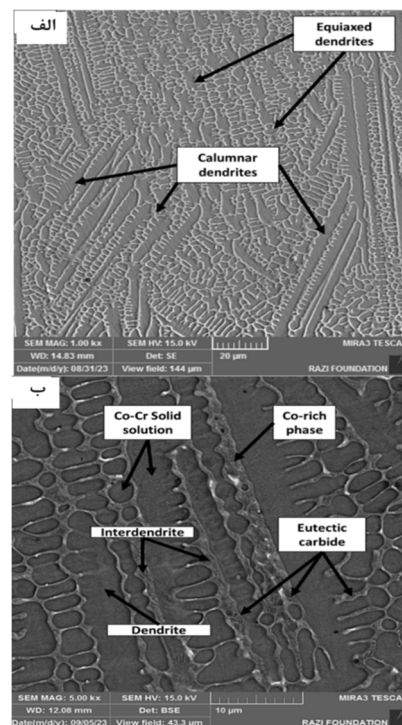 الف
Equiaxed
dendrites
Calumnar
dendrites
SEM MAG: 1.00 kx
SEM HV: 15.0 kV
MIRA3 TESCA
WD: 14.83 mm
Det: SE
20 µm
Date(m/d/y): 08/31/23
View field: 144 µm
RAZI FOUNDATION
ب
Co-Cr Solid
solution
Co-rich
phase
Interdendrite
Eutectic
carbide
Dendrite
SEM MAG: 5.00 kx
SEM HV: 15.0 kV
MIRA3 TESCA
WD: 12.08 mm
Det: BSE
10 µm
Date(m/d/y): 09/05/23
View field: 43.3 µm
RAZI FOUNDATION